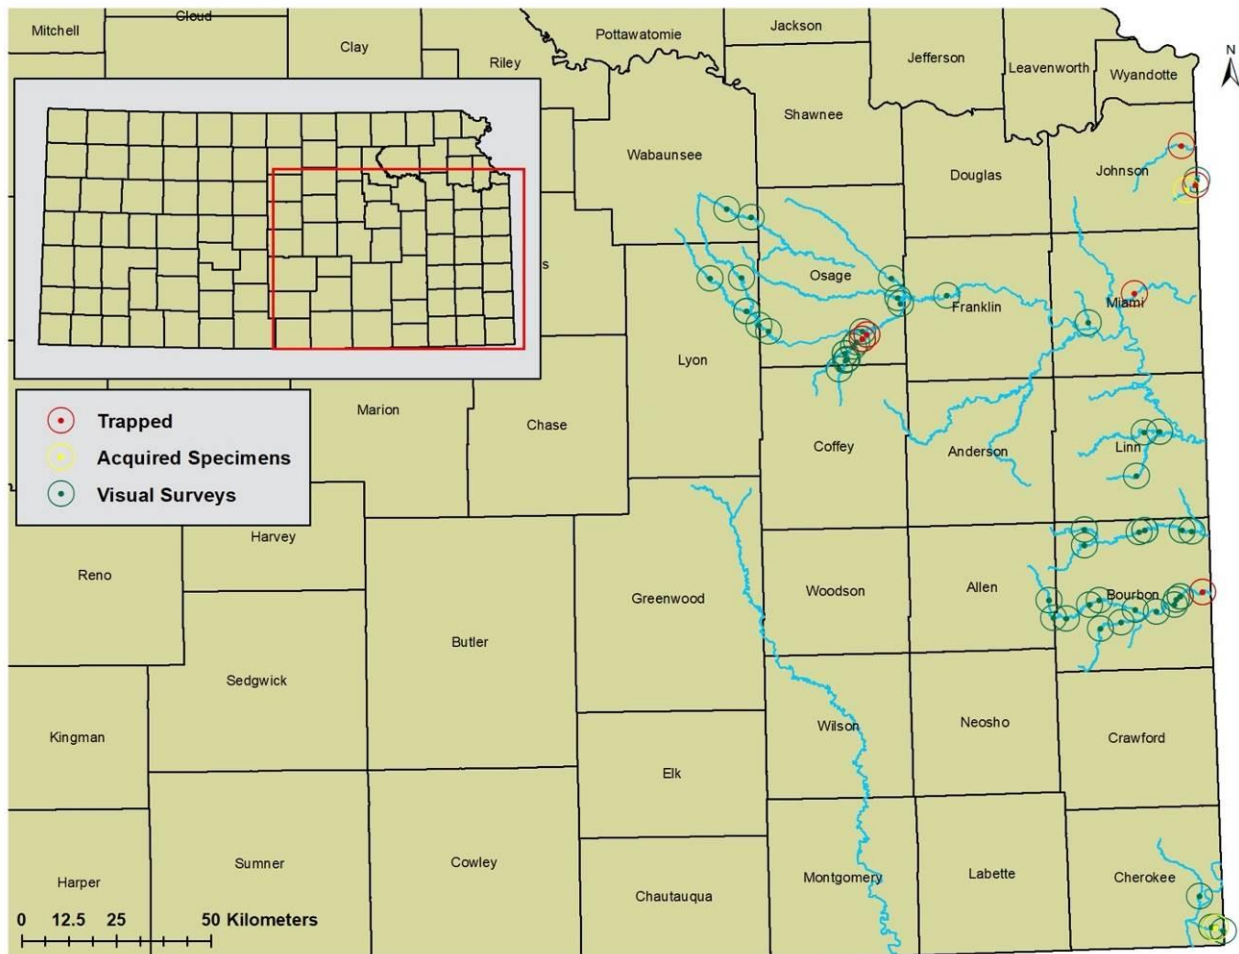 Cloud
Mitchell
Clay
Pottawatomie
Jackson
Riley
Jefferson
Leavenworth
Wyandotte
N
Shawnee
Wabaunsee
Johnson
Douglas
s
Osage
Franklin
Miami
Lyon
Marion
Chase
Trapped
Acquired Specimens
Visual Surveys
Coffey
Anderson
Linn
Harvey
Reno
Greenwood
Woodson
Allen
Bourbon
Butler
Sedgwick
Kingman
Wilson
Neosho
Crawford
Elk
Sumner
Cowley
Harper
Chautauqua
Montgomery
Labette
Cherokee
0 12.5 25 50 Kilometers